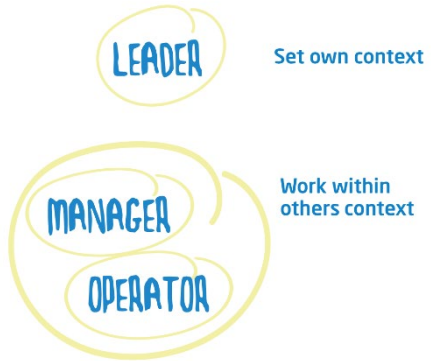 LEADER
Set own context
MANAGER
Work within
others context
OPERATOR